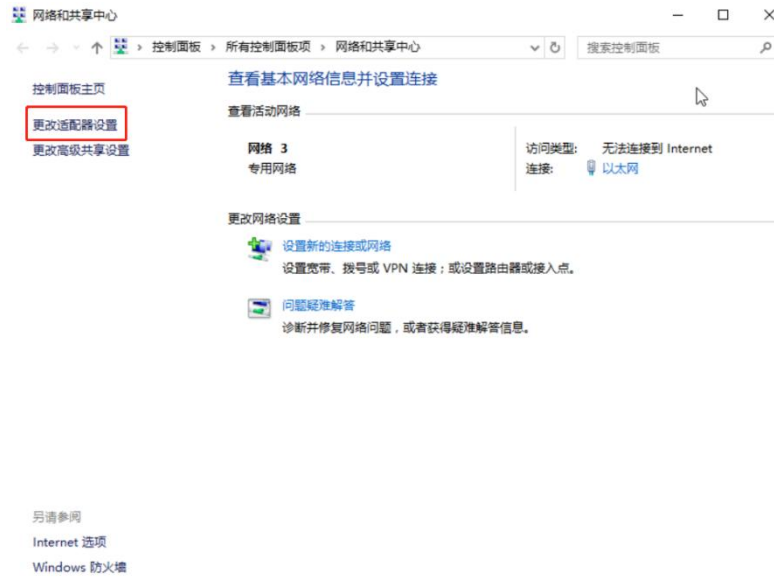 网络和共享中心
控制面板 › 所有控制面板项 › 网络和共享中心
搜索控制面板
控制面板主页
更改适配器设置
更改高级共享设置
查看基本网络信息并设置连接
查看活动网络
网络 3
专用网络
访问类型: 无法连接到 Internet
连接: 以太网
更改网络设置
设置新的连接或网络
设置宽带、拨号或 VPN 连接；或设置路由器或接入点。
问题疑难解答
诊断并修复网络问题，或者获得疑难解答信息。
另请参阅
Internet 选项
Windows 防火墙